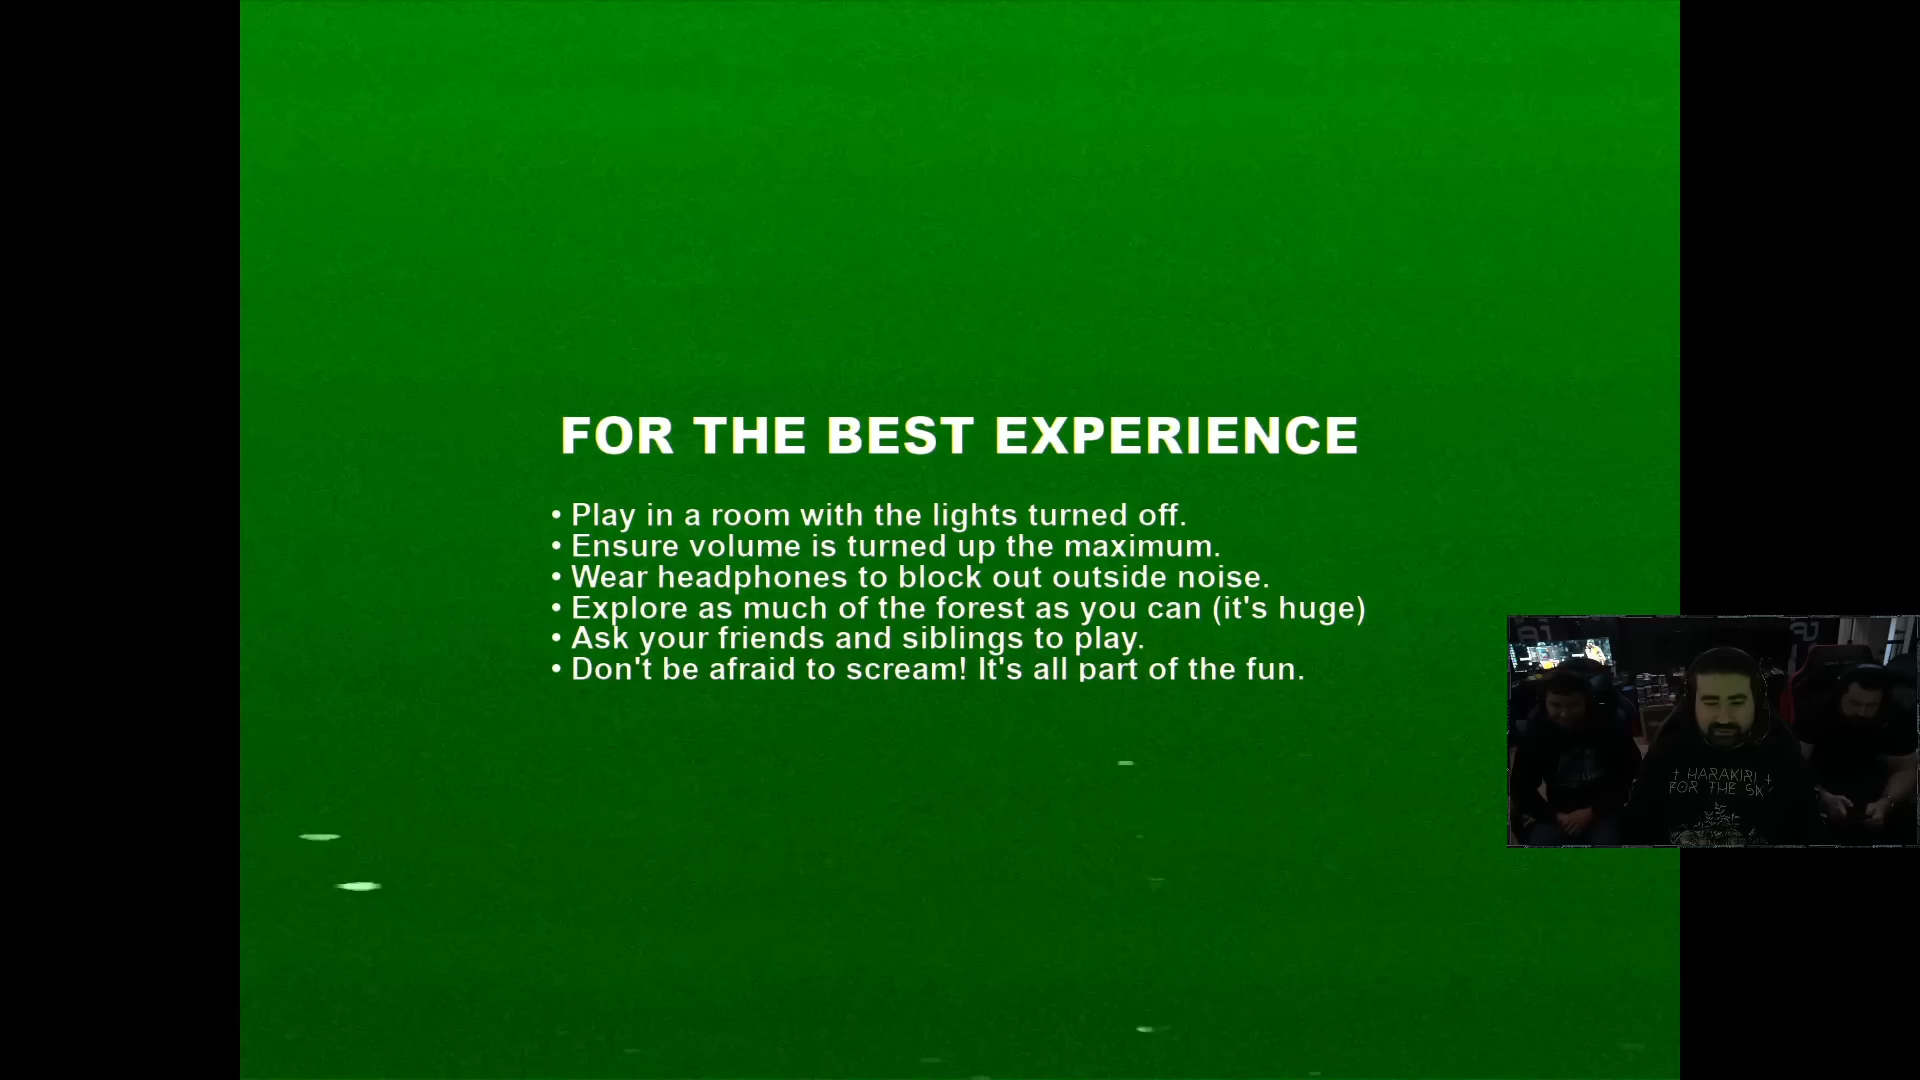 FOR THE BEST EXPERIENCE
• Play in a room with the lights turned off.
• Ensure volume is turned up the maximum.
• Wear headphones to block out outside noise.
• Explore as much of the forest as you can (it's huge)
• Ask your friends and siblings to play.
• Don't be afraid to scream! It's all part of the fun.
HARAKIRI
FOR THE SKY